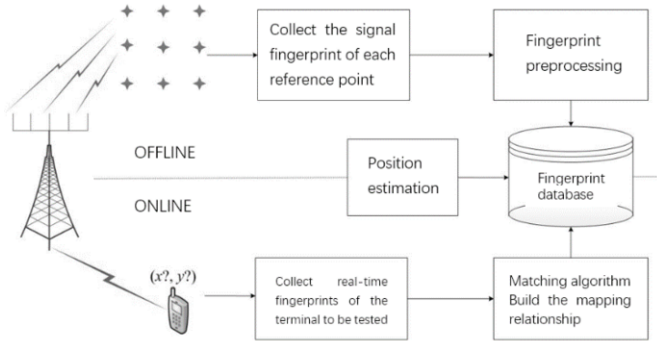 Collect the signal
fingerprint of each
reference point
Fingerprint
preprocessing
OFFLINE
ONLINE
Position
estimation
Fingerprint
database
(x?, y?)
Collect real-time
fingerprints of the
terminal to be tested
Matching algorithm
Build the mapping
relationship